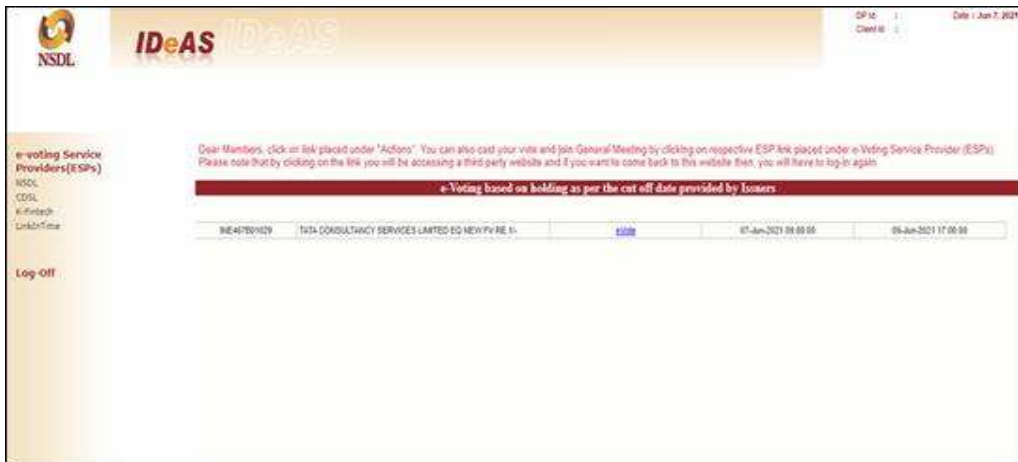 NSDL
IDeAS
IDeAS
DP Id :
Client Id :
Date : Jun 7, 2021
e-voting Service
Providers(ESPs)
NSDL
CDSL
K-Fintech
LinkInTime
Log-Off
Dear Members, click on link placed under "Actions". You can also cast your vote and join General Meeting by clicking on respective ESP link placed under e-Voting Service Provider (ESPs).
Please note that by clicking on the link you will be accessing a third party website and if you want to come back to this website then, you will have to log-in again.
e-Voting based on holding as per the cut off date provided by Issuers
INE467B01029 TATA CONSULTANCY SERVICES LIMITED EQ NEW FV RE.1/- eVote 07-Jun-2021 09:00:00 09-Jun-2021 17:00:00